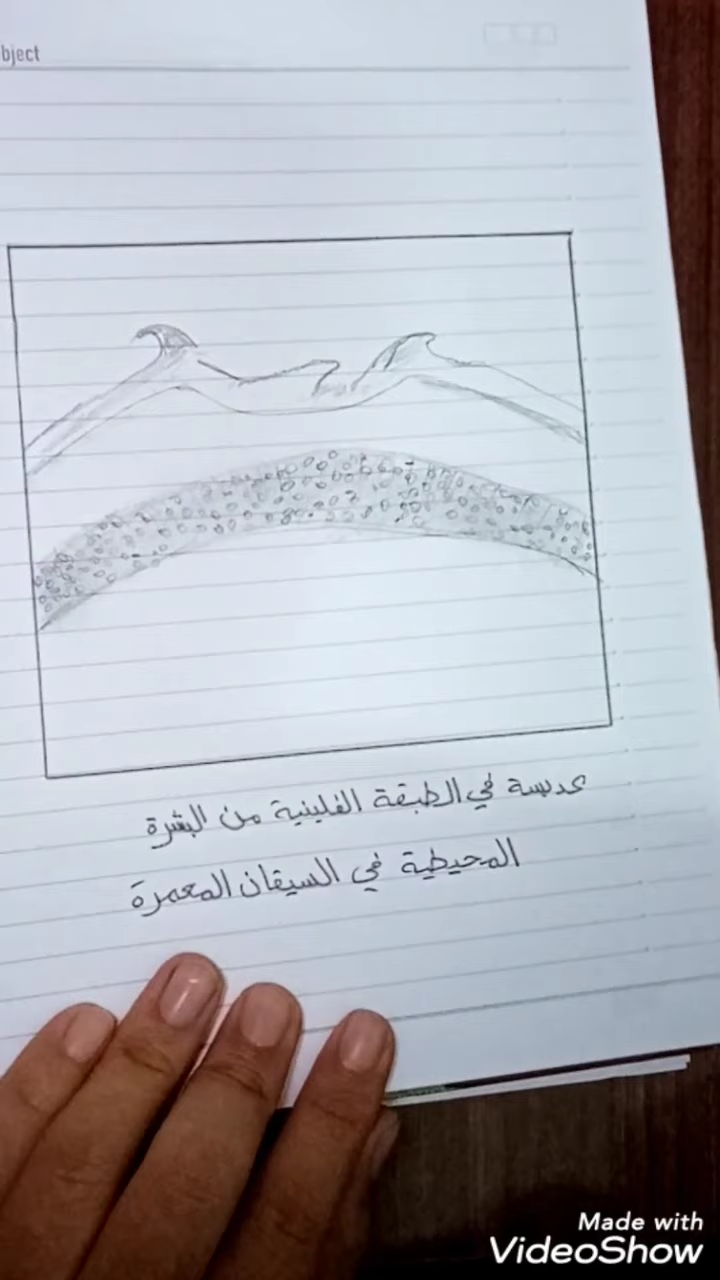 bject
عديسة في الطبقة الفلينية من البشرة
المحيطية في السيقان المعمرة
Made with
VideoShow